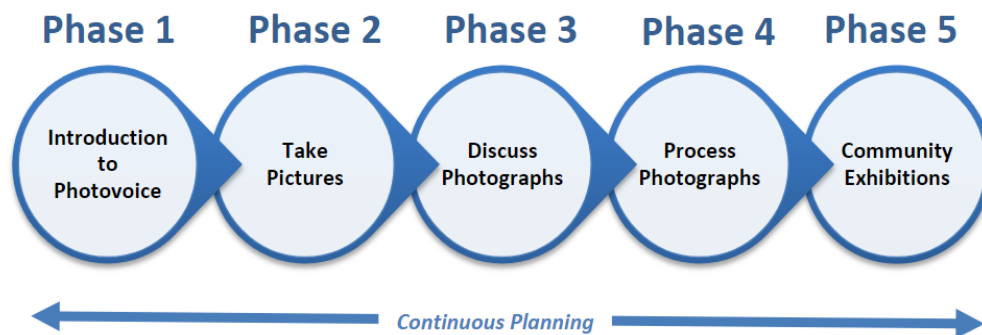 Phase 1 Phase 2 Phase 3 Phase 4 Phase 5
Introduction
to
Photovoice
Take
Pictures
Discuss
Photographs
Process
Photographs
Community
Exhibitions
Continuous Planning